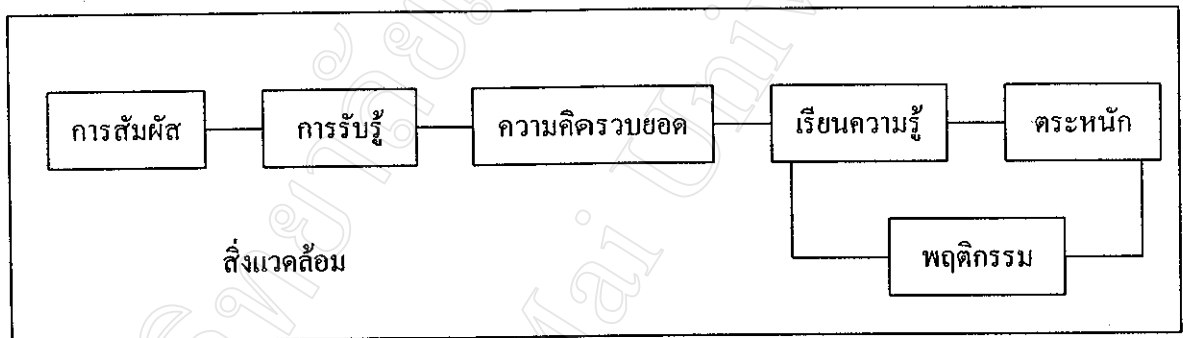 การสัมผัส
การรับรู้
ความคิดรวบยอด
เรียนความรู้
ตระหนัก
พฤติกรรม
สิ่งแวดล้อม